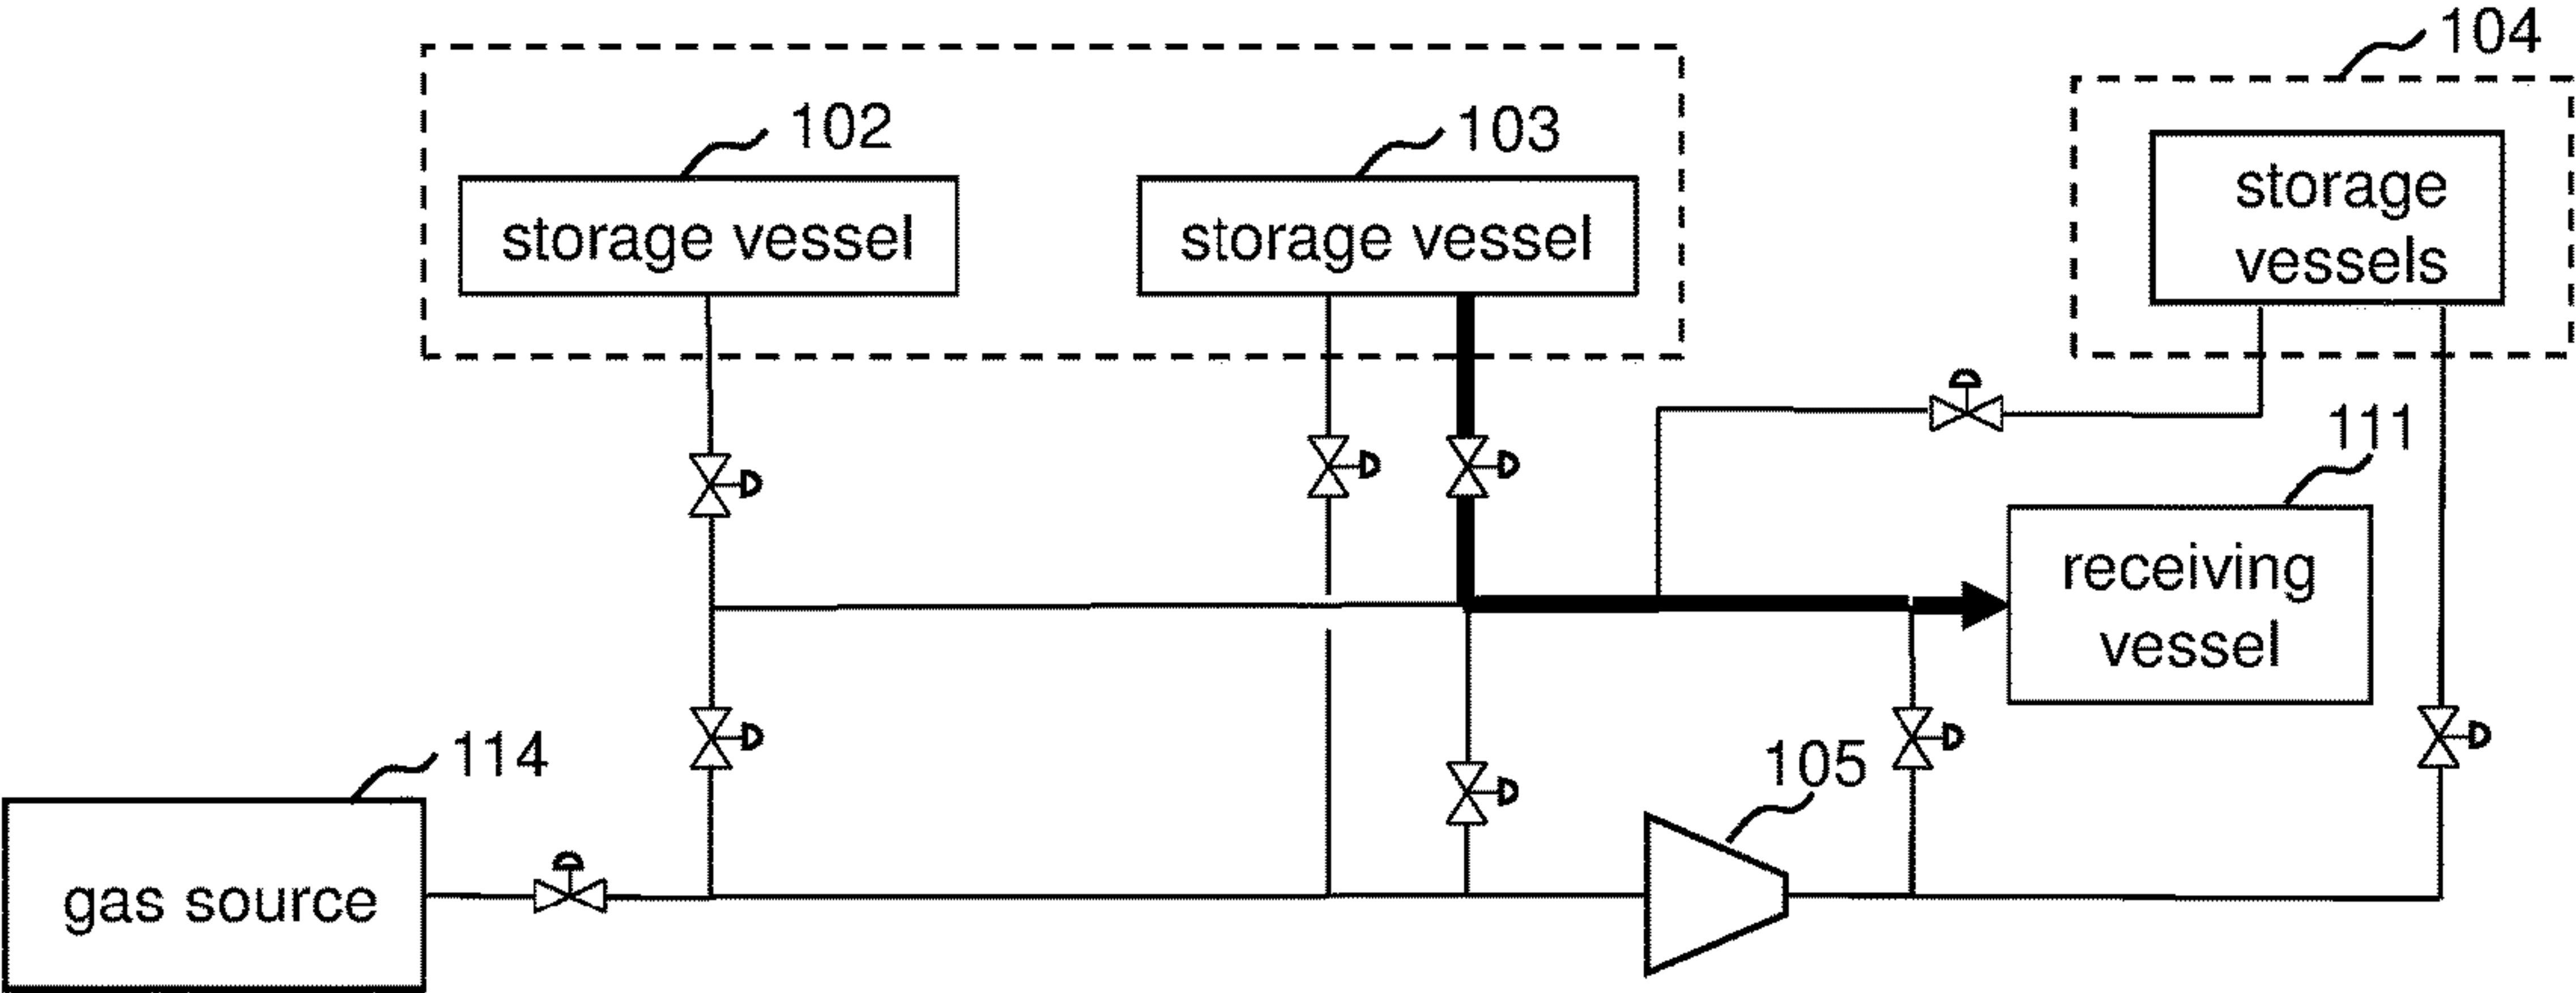 104
102
103
storage vessel
storage vessel
storage
vessels
111
receiving
vessel
114
105
gas source